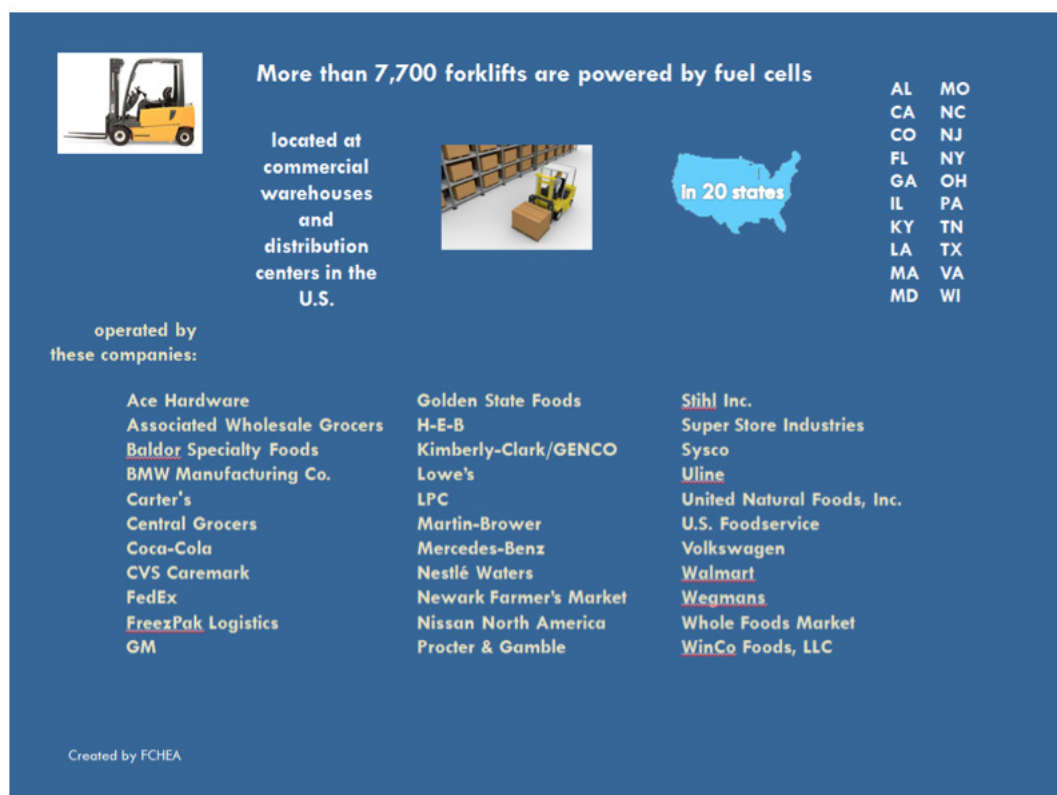 More than 7,700 forklifts are powered by fuel cells
located at
commercial
warehouses
and
distribution
centers in the
U.S.
in 20 states
AL MO
CA NC
CO NJ
FL NY
GA OH
IL PA
KY TN
LA TX
MA VA
MD WI
operated by
these companies:
Ace Hardware
Associated Wholesale Grocers
Baldor Specialty Foods
BMW Manufacturing Co.
Carter's
Central Grocers
Coca-Cola
CVS Caremark
FedEx
FreezPak Logistics
GM
Golden State Foods
H-E-B
Kimberly-Clark/GENCO
Lowe's
LPC
Martin-Brower
Mercedes-Benz
Nestlé Waters
Newark Farmer's Market
Nissan North America
Procter & Gamble
Stihl Inc.
Super Store Industries
Sysco
Uline
United Natural Foods, Inc.
U.S. Foodservice
Volkswagen
Walmart
Wegmans
Whole Foods Market
WinCo Foods, LLC
Created by FCHEA